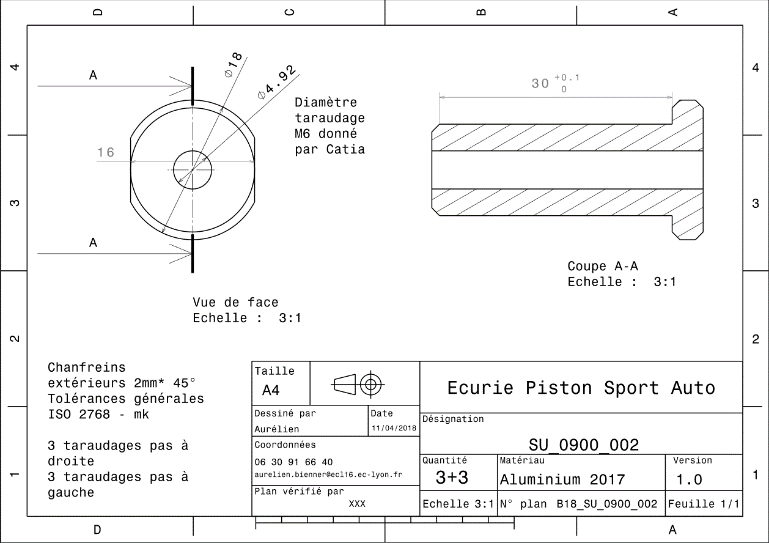 D
C
B
A
4
4
A
⌀18
⌀4.92
30 +0.1
0
Diamètre
taraudage
M6 donné
par Catia
16
3
3
A
Coupe A-A
Echelle : 3:1
Vue de face
Echelle : 3:1
2
2
Chanfreins
extérieurs 2mm* 45°
Tolérances générales
ISO 2768 - mk
3 taraudages pas à
droite
3 taraudages pas à
gauche
Taille
A4
Ecurie Piston Sport Auto
Dessiné par
Aurélien
Date
11/04/2018
Désignation
SU_0900_002
Coordonnées
06 30 91 66 40
aurelien.bienner@ecl16.ec-lyon.fr
Quantité
3+3
Matériau
Aluminium 2017
Version
1.0
Plan vérifié par
XXX
Echelle 3:1
N° plan B18_SU_0900_002
Feuille 1/1
1
1
D
A